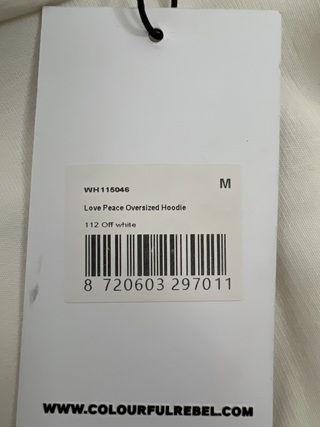 WH115046 M
Love Peace Oversized Hoodie
112 Off white
8 720603 297011
WWW.COLOURFULREBEL.COM